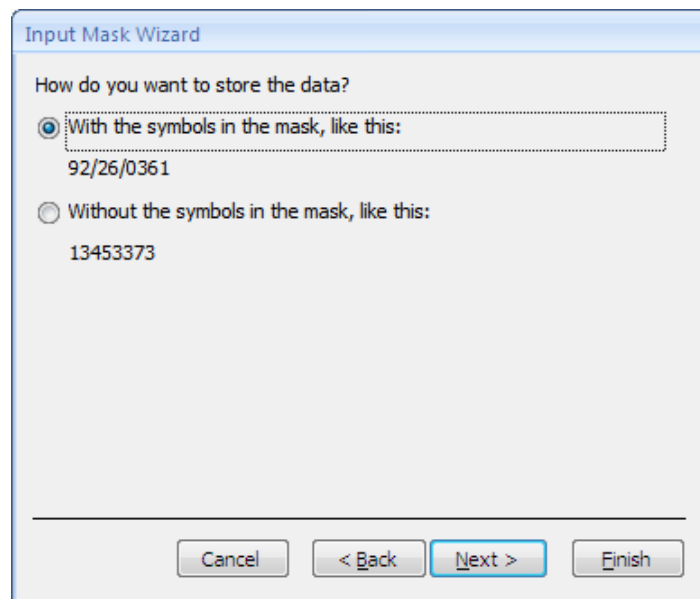 Input Mask Wizard
How do you want to store the data?
With the symbols in the mask, like this:
92/26/0361
Without the symbols in the mask, like this:
13453373
Cancel < Back Next > Finish